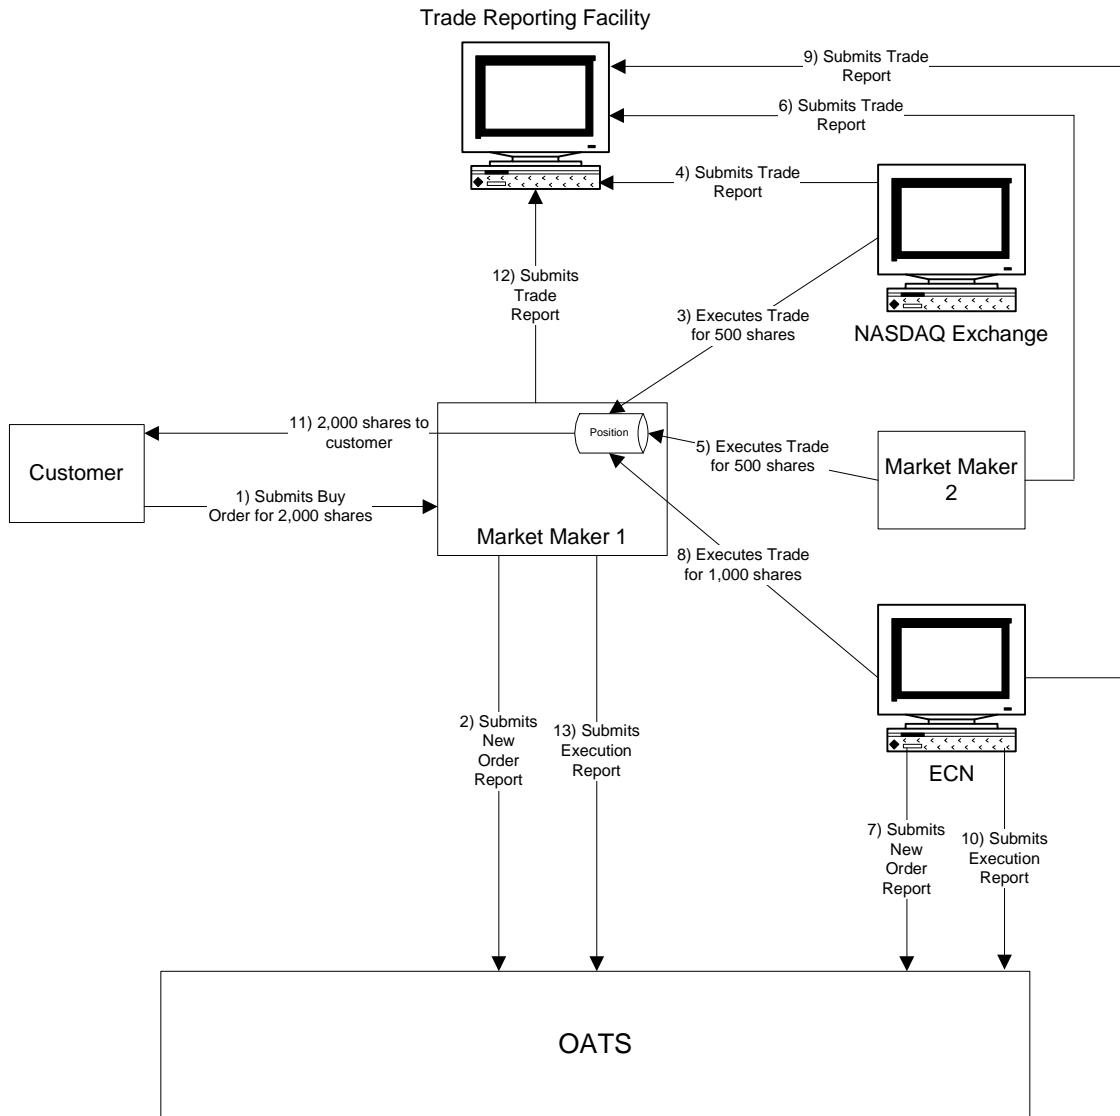 Trade Reporting Facility
9) Submits Trade
Report
6) Submits Trade
Report
4) Submits Trade
Report
12) Submits
Trade
Report
3) Executes Trade
for 500 shares
NASDAQ Exchange
11) 2,000 shares to
customer
Position
5) Executes Trade
for 500 shares
Customer
Market Maker
2
1) Submits Buy
Order for 2,000 shares
Market Maker 1
8) Executes Trade
for 1,000 shares
2) Submits
New
Order
Report
13) Submits
Execution
Report
ECN
7) Submits
New
Order
Report
10) Submits
Execution
Report
OATS